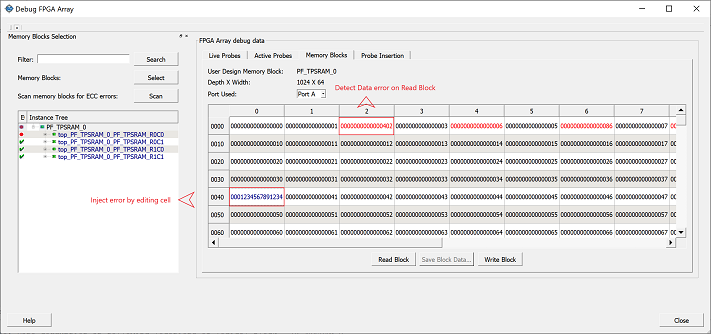 Debug FPGA Array
Memory Blocks Selection
Filter:
Search
Memory Blocks:
Select
Scan memory blocks for ECC errors:
Scan
E Instance Tree
PF_TPSRAM_0
top_PF_TPSRAM_0_PF_TPSRAM_R0C0
top_PF_TPSRAM_0_PF_TPSRAM_R0C1
top_PF_TPSRAM_0_PF_TPSRAM_R1C0
top_PF_TPSRAM_0_PF_TPSRAM_R1C1
Inject error by editing cell
FPGA Array debug data
Live Probes Active Probes Memory Blocks Probe Insertion
User Design Memory Block: PF_TPSRAM_0
Depth X Width: 1024 X 64
Port Used: Port A
Detect Data error on Read Block
0 1 2 3 4 5 6 7
0000 0000000000000000 0000000000000001 0000000000000402 0000000000000003 0000000000000006 0000000000000005 0000000000000086 0000000000000007
0010 0000000000000010 0000000000000011 0000000000000012 0000000000000013 0000000000000014 0000000000000015 0000000000000016 0000000000000017
0020 0000000000000020 0000000000000021 0000000000000022 0000000000000023 0000000000000024 0000000000000025 0000000000000026 0000000000000027
0030 0000000000000030 0000000000000031 0000000000000032 0000000000000033 0000000000000034 0000000000000035 0000000000000036 0000000000000037
0040 0001234567891234 0000000000000041 0000000000000042 0000000000000043 0000000000000044 0000000000000045 0000000000000046 0000000000000047
0050 0000000000000050 0000000000000051 0000000000000052 0000000000000053 0000000000000054 0000000000000055 0000000000000056 0000000000000057
0060 0000000000000060 0000000000000061 0000000000000062 0000000000000063 0000000000000064 0000000000000065 0000000000000066 0000000000000067
Read Block Save Block Data... Write Block
Help Close